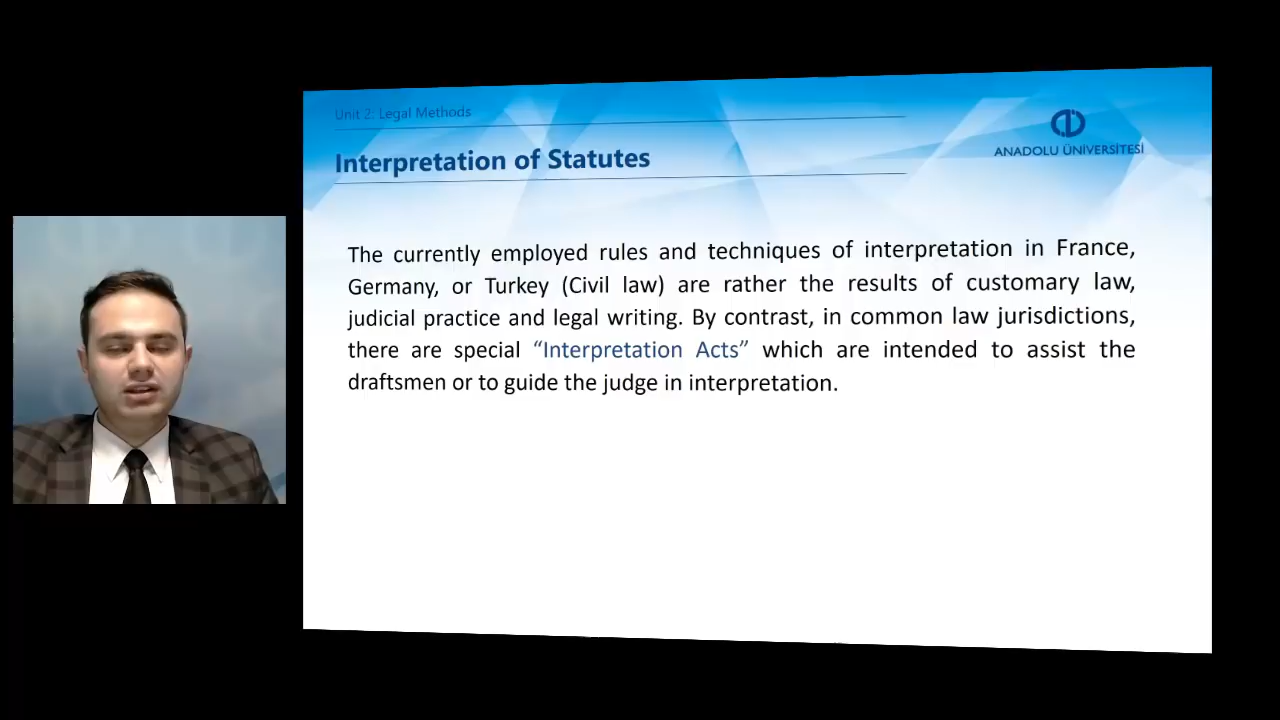 Unit 2: Legal Methods
Interpretation of Statutes
ANADOLU ÜNİVERSİTESİ
The currently employed rules and techniques of interpretation in France,
Germany, or Turkey (Civil law) are rather the results of customary law,
judicial practice and legal writing. By contrast, in common law jurisdictions,
there are special “Interpretation Acts” which are intended to assist the
draftsmen or to guide the judge in interpretation.